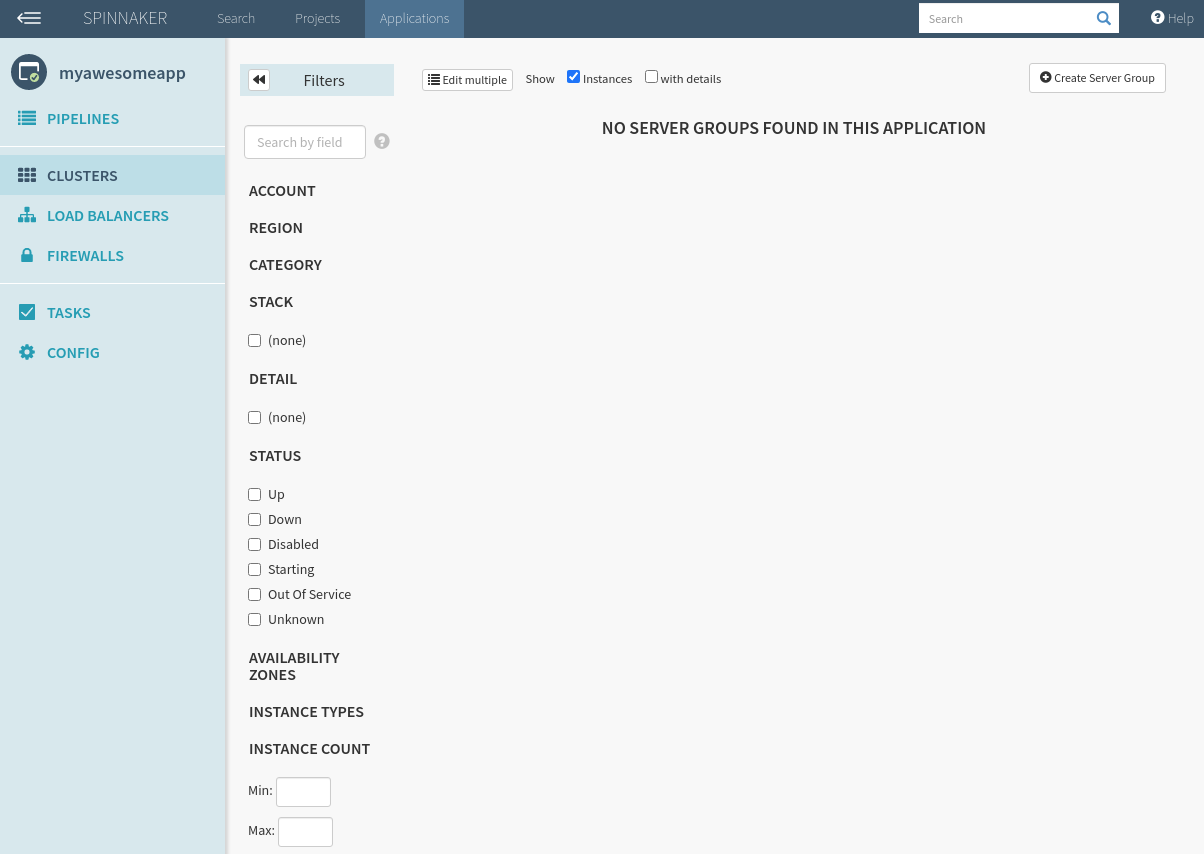 SPINNAKER Search Projects Applications Search Help
myawesomeapp
PIPELINES
CLUSTERS
LOAD BALANCERS
FIREWALLS
TASKS
CONFIG
Filters
Search by field
ACCOUNT
REGION
CATEGORY
STACK
(none)
DETAIL
(none)
STATUS
Up
Down
Disabled
Starting
Out Of Service
Unknown
AVAILABILITY
ZONES
INSTANCE TYPES
INSTANCE COUNT
Min:
Max:
Edit multiple Show Instances with details Create Server Group
NO SERVER GROUPS FOUND IN THIS APPLICATION